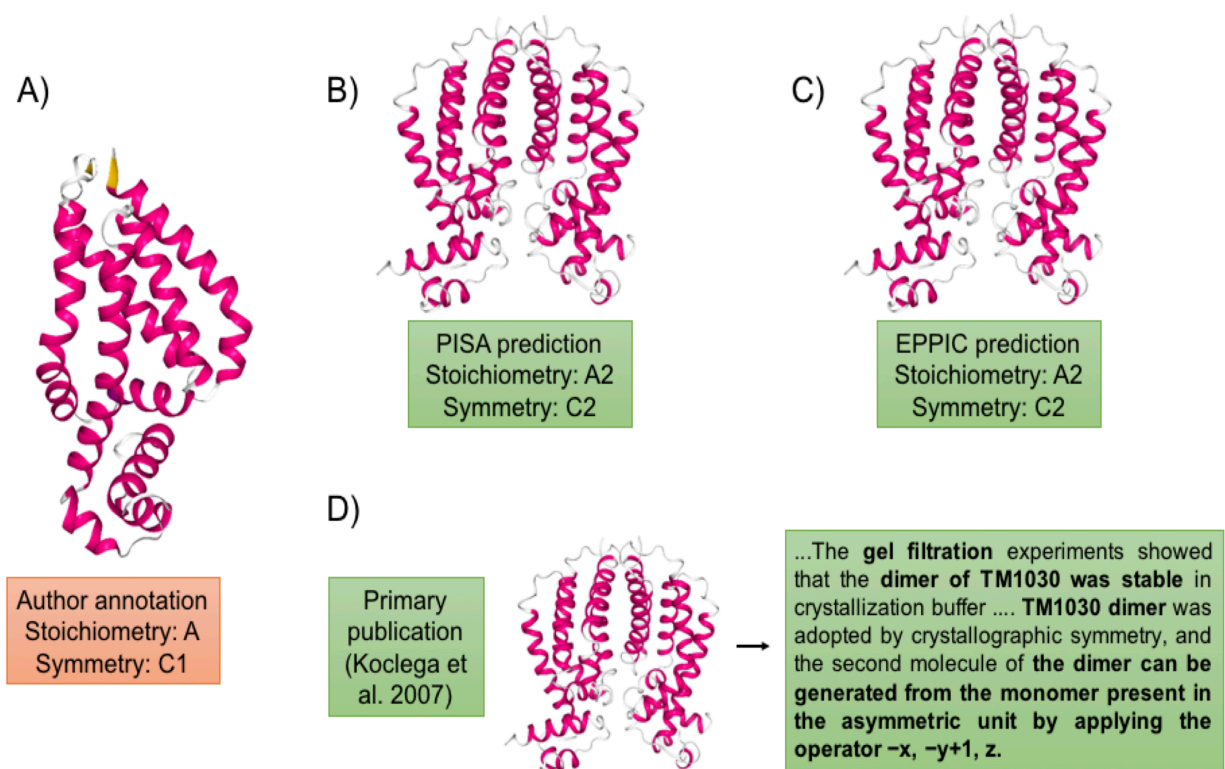 A)
B)
C)
PISA prediction
Stoichiometry: A2
Symmetry: C2
EPPIC prediction
Stoichiometry: A2
Symmetry: C2
D)
Author annotation
Stoichiometry: A
Symmetry: C1
Primary
publication
(Koclega et
al. 2007)
...The gel filtration experiments showed
that the dimer of TM1030 was stable in
crystallization buffer .... TM1030 dimer was
adopted by crystallographic symmetry, and
the second molecule of the dimer can be
generated from the monomer present in
the asymmetric unit by applying the
operator −x, −y+1, z.